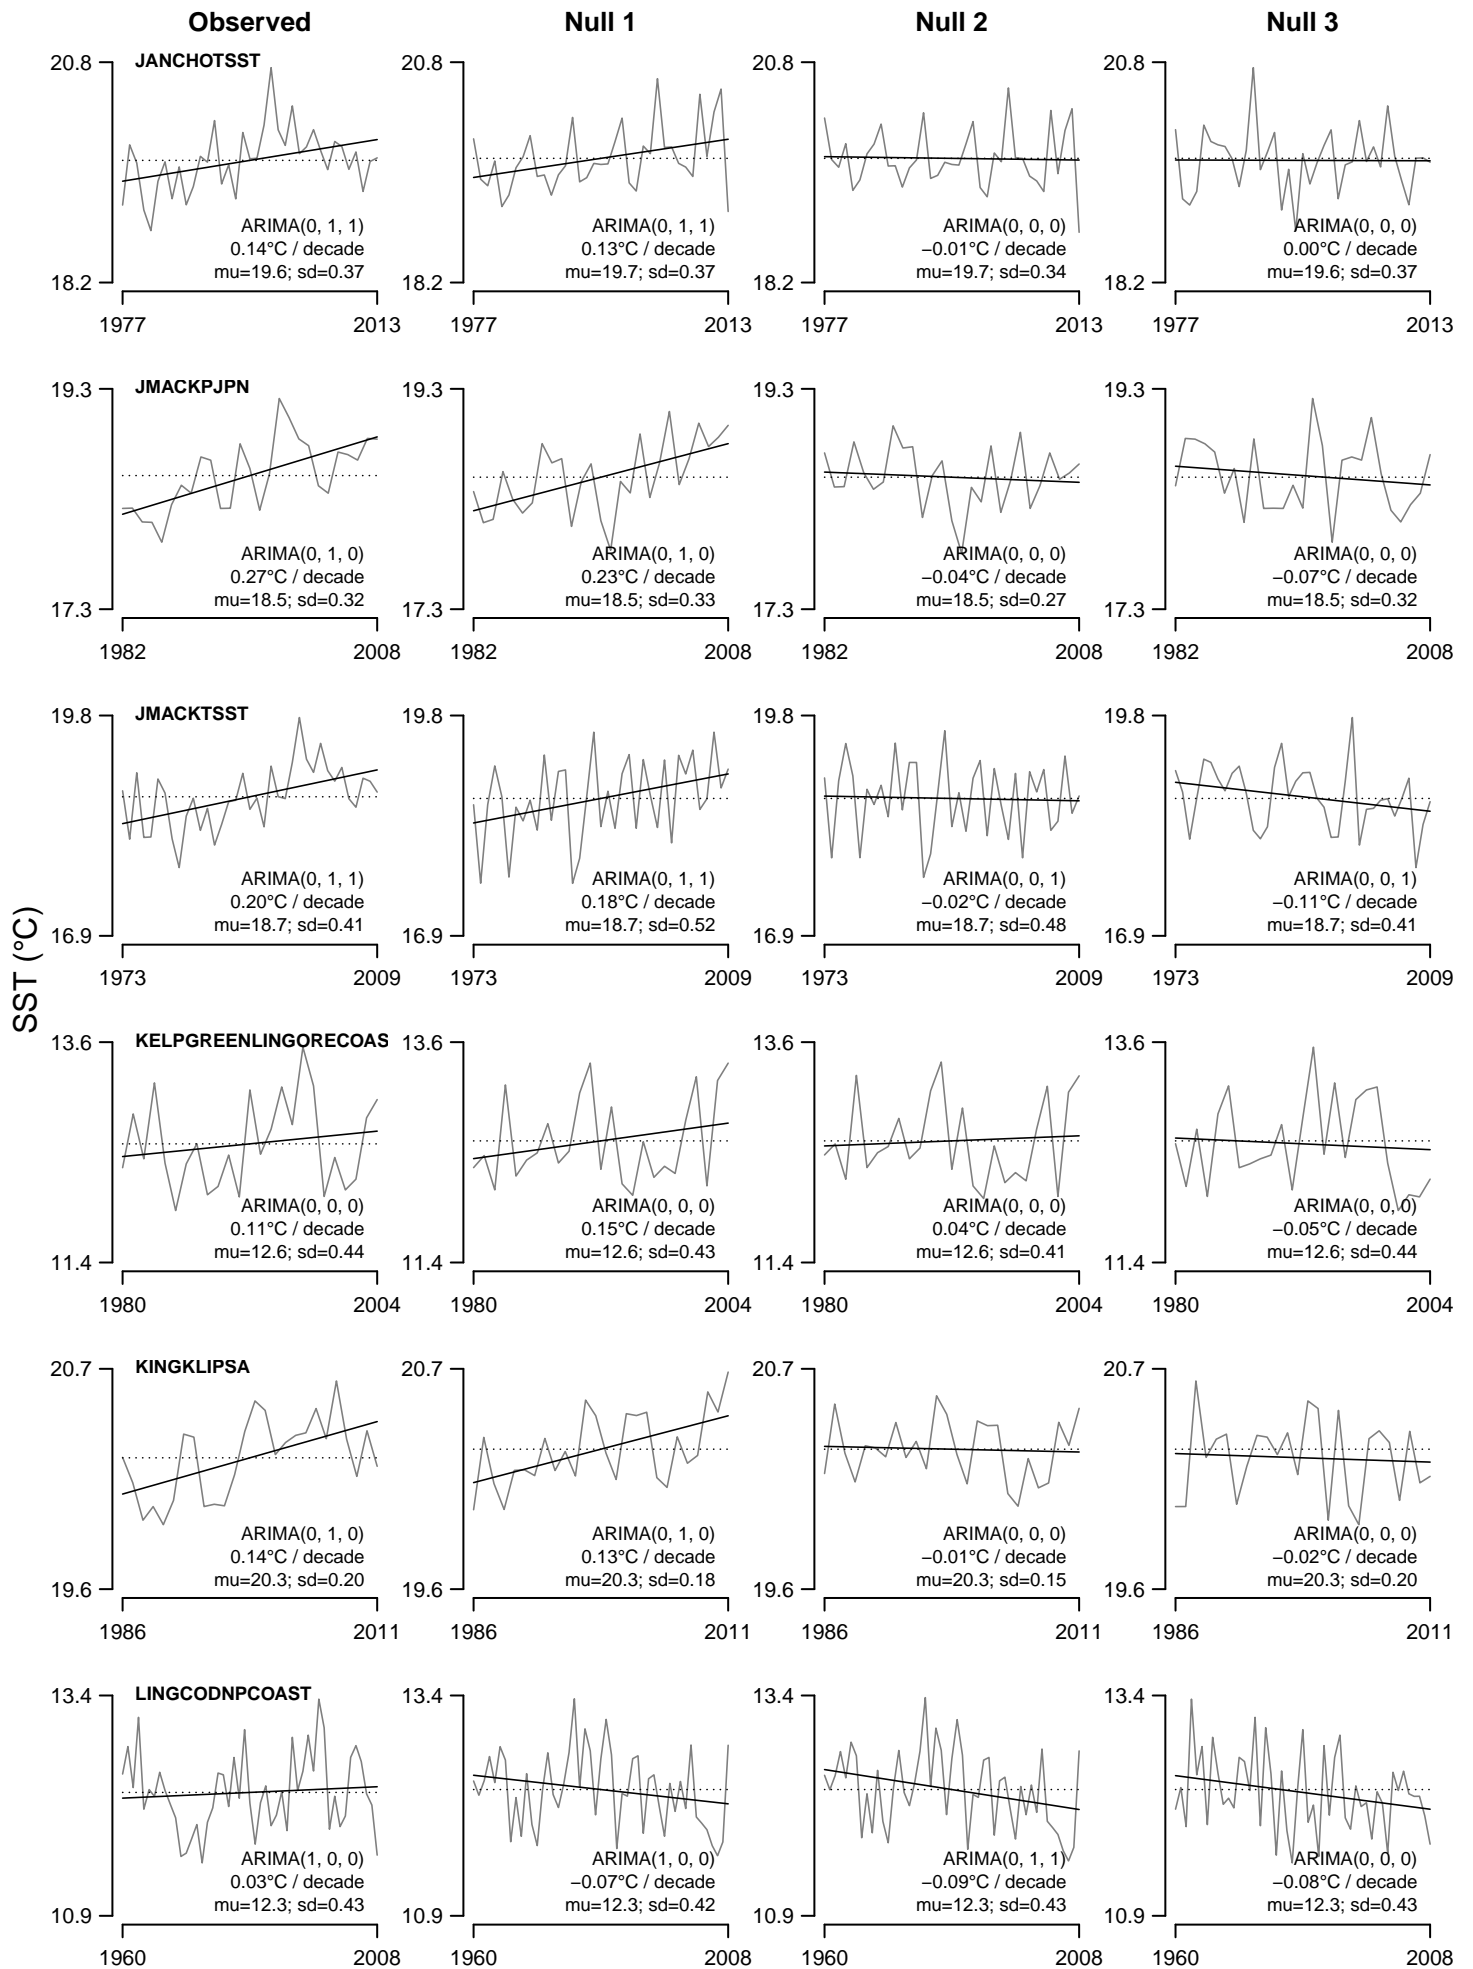 Observed Null 1 Null 2 Null 3
SST (°C)
JANCHOTSST
20.8 20.8 20.8 20.8
ARIMA(0, 1, 1) ARIMA(0, 1, 1) ARIMA(0, 0, 0) ARIMA(0, 0, 0)
0.14°C / decade 0.13°C / decade −0.01°C / decade 0.00°C / decade
mu=19.6; sd=0.37 mu=19.7; sd=0.37 mu=19.7; sd=0.34 mu=19.6; sd=0.37
18.2 18.2 18.2 18.2
1977 2013 1977 2013 1977 2013 1977 2013
JMACKPJPN
19.3 19.3 19.3 19.3
ARIMA(0, 1, 0) ARIMA(0, 1, 0) ARIMA(0, 0, 0) ARIMA(0, 0, 0)
0.27°C / decade 0.23°C / decade −0.04°C / decade −0.07°C / decade
mu=18.5; sd=0.32 mu=18.5; sd=0.33 mu=18.5; sd=0.27 mu=18.5; sd=0.32
17.3 17.3 17.3 17.3
1982 2008 1982 2008 1982 2008 1982 2008
JMACKTSST
19.8 19.8 19.8 19.8
ARIMA(0, 1, 1) ARIMA(0, 1, 1) ARIMA(0, 0, 1) ARIMA(0, 0, 1)
0.20°C / decade 0.18°C / decade −0.02°C / decade −0.11°C / decade
mu=18.7; sd=0.41 mu=18.7; sd=0.52 mu=18.7; sd=0.48 mu=18.7; sd=0.41
16.9 16.9 16.9 16.9
1973 2009 1973 2009 1973 2009 1973 2009
KELPGREENLINGORECOAS
13.6 13.6 13.6 13.6
ARIMA(0, 0, 0) ARIMA(0, 0, 0) ARIMA(0, 0, 0) ARIMA(0, 0, 0)
0.11°C / decade 0.15°C / decade 0.04°C / decade −0.05°C / decade
mu=12.6; sd=0.44 mu=12.6; sd=0.43 mu=12.6; sd=0.41 mu=12.6; sd=0.44
11.4 11.4 11.4 11.4
1980 2004 1980 2004 1980 2004 1980 2004
KINGKLIPSA
20.7 20.7 20.7 20.7
ARIMA(0, 1, 0) ARIMA(0, 1, 0) ARIMA(0, 0, 0) ARIMA(0, 0, 0)
0.14°C / decade 0.13°C / decade −0.01°C / decade −0.02°C / decade
mu=20.3; sd=0.20 mu=20.3; sd=0.18 mu=20.3; sd=0.15 mu=20.3; sd=0.20
19.6 19.6 19.6 19.6
1986 2011 1986 2011 1986 2011 1986 2011
LINGCODNPCOAST
13.4 13.4 13.4 13.4
ARIMA(1, 0, 0) ARIMA(1, 0, 0) ARIMA(0, 1, 1) ARIMA(0, 0, 0)
0.03°C / decade −0.07°C / decade −0.09°C / decade −0.08°C / decade
mu=12.3; sd=0.43 mu=12.3; sd=0.42 mu=12.3; sd=0.43 mu=12.3; sd=0.43
10.9 10.9 10.9 10.9
1960 2008 1960 2008 1960 2008 1960 2008